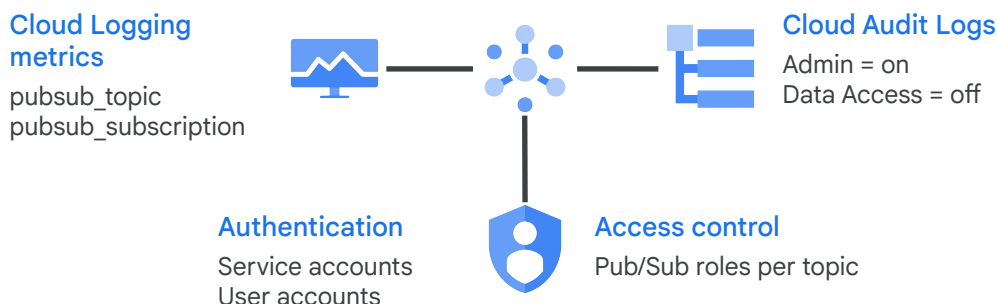 Cloud Logging
metrics
pubsub_topic
pubsub_subscription
Cloud Audit Logs
Admin = on
Data Access = off
Authentication
Service accounts
User accounts
Access control
Pub/Sub roles per topic